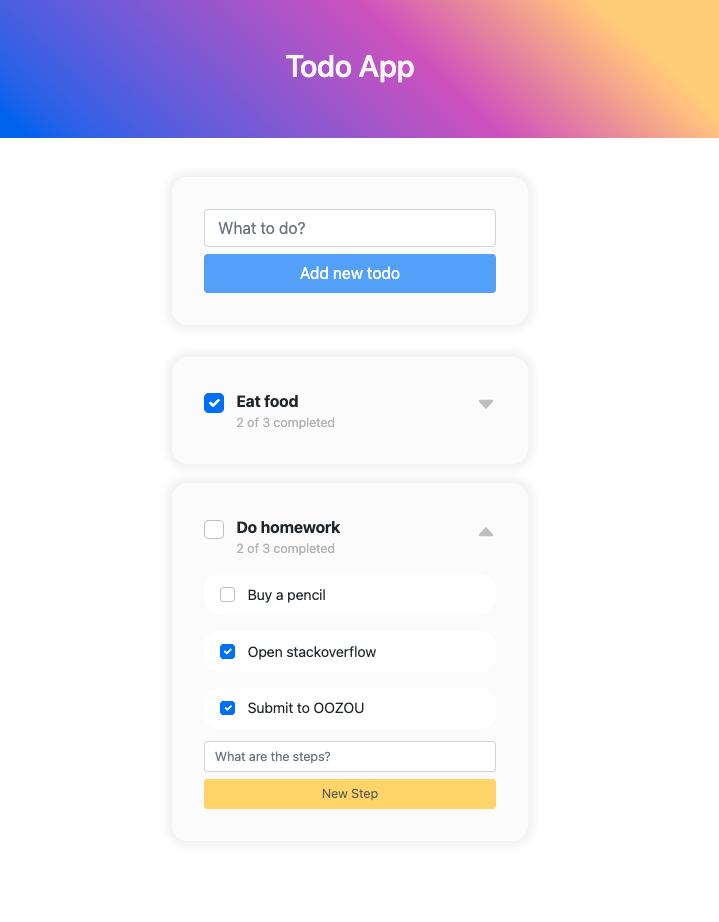 Todo App
What to do?
Add new todo
Eat food
2 of 3 completed
Do homework
2 of 3 completed
Buy a pencil
Open stackoverflow
Submit to OOZOU
What are the steps?
New Step